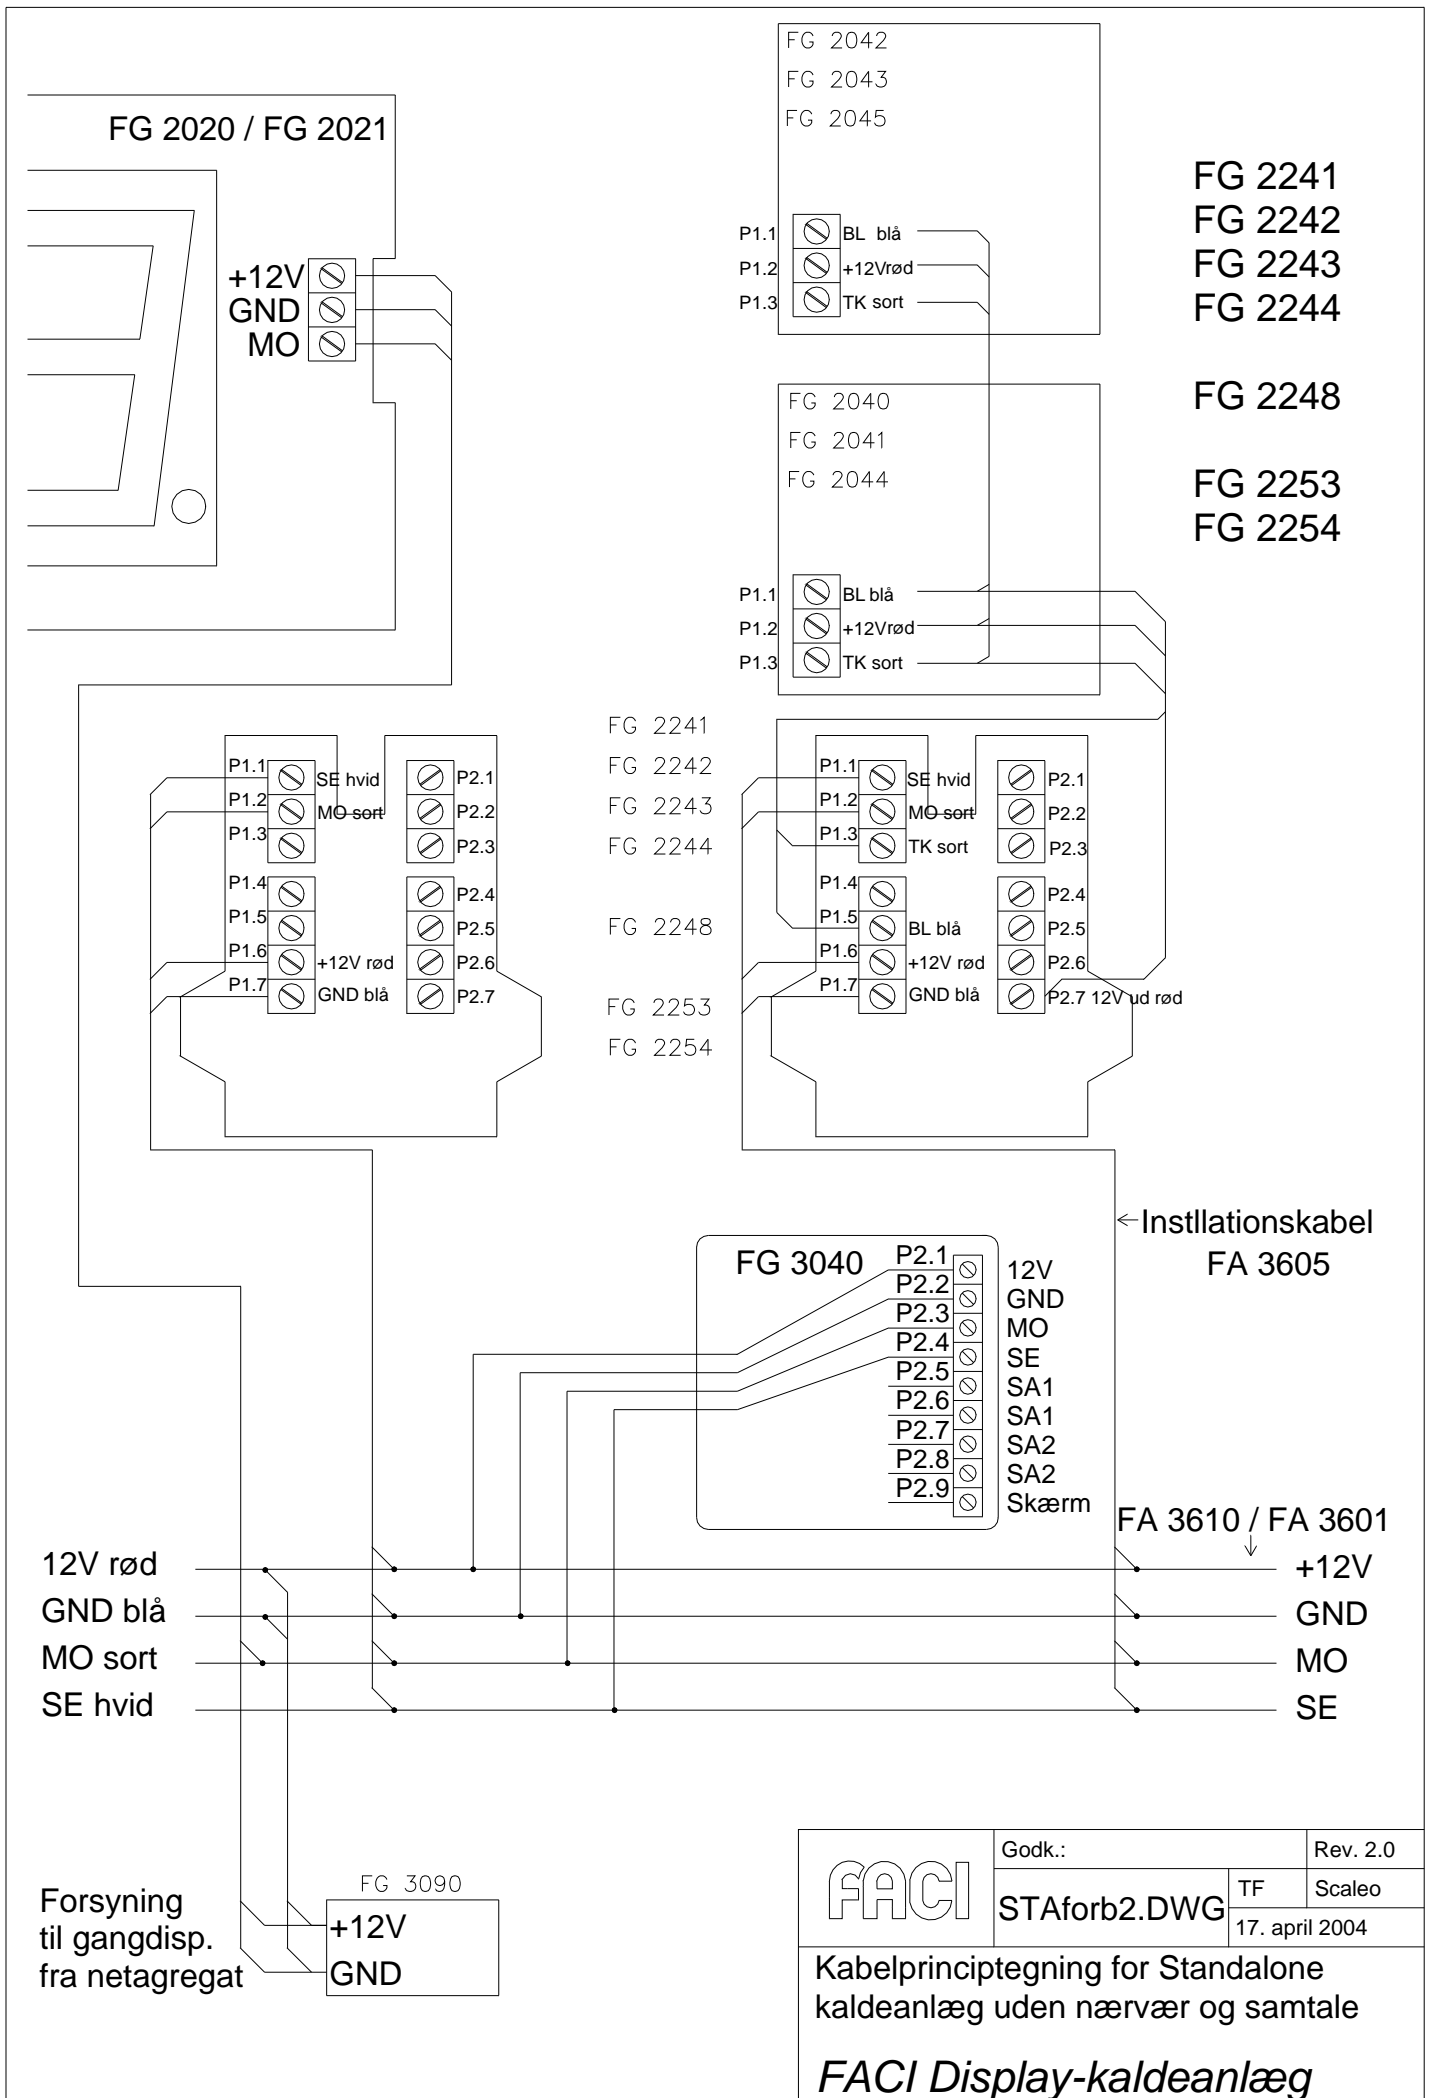 FG 2020 / FG 2021
+12V
GND
MO
FG 2042
FG 2043
FG 2045
P1.1 BL blå
P1.2 +12Vrød
P1.3 TK sort
FG 2040
FG 2041
FG 2044
P1.1 BL blå
P1.2 +12Vrød
P1.3 TK sort
FG 2241
FG 2242
FG 2243
FG 2244
FG 2248
FG 2253
FG 2254
P1.1 SE hvid P2.1
P1.2 MO sort P2.2
P1.3 P2.3
P1.4 P2.4
P1.5 P2.5
P1.6 +12V rød P2.6
P1.7 GND blå P2.7
FG 2241
FG 2242
FG 2243
FG 2244
FG 2248
FG 2253
FG 2254
P1.1 SE hvid P2.1
P1.2 MO sort P2.2
P1.3 TK sort P2.3
P1.4 P2.4
P1.5 BL blå P2.5
P1.6 +12V rød P2.6
P1.7 GND blå P2.7 12V ud rød
Instllationskabel
FA 3605
FG 3040
P2.1 12V
P2.2 GND
P2.3 MO
P2.4 SE
P2.5 SA1
P2.6 SA1
P2.7 SA2
P2.8 SA2
P2.9 Skærm
FA 3610 / FA 3601
12V rød +12V
GND blå GND
MO sort MO
SE hvid SE
Forsyning
til gangdisp.
fra netagregat
FG 3090
+12V
GND
FACI
Godk.:
Rev. 2.0
STAforb2.DWG
TF
Scaleo
17. april 2004
Kabelprinciptegning for Standalone
kaldeanlæg uden nærvær og samtale
FACI Display-kaldeanlæg